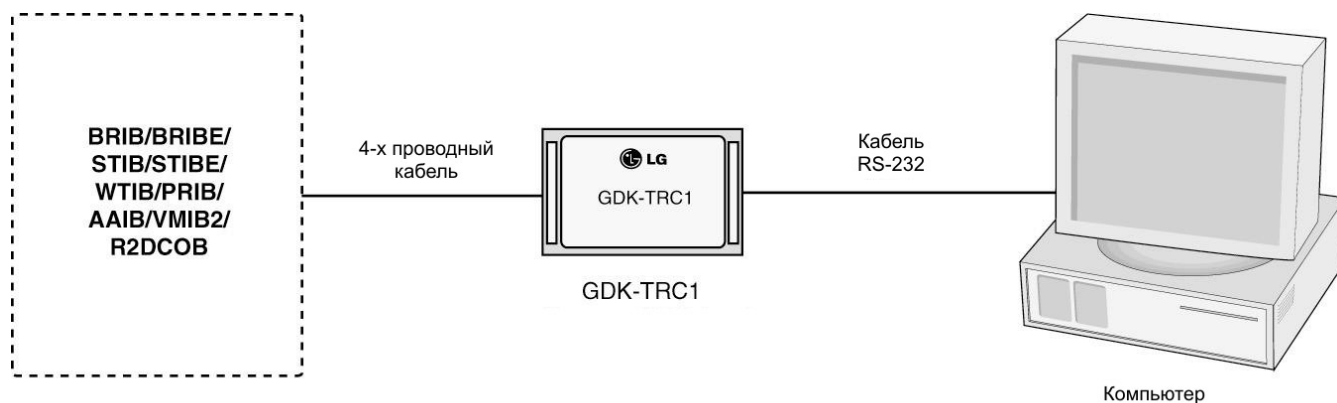 BRIB/BRIBE/
STIB/STIBE/
WTIB/PRIB/
AAIB/VMIB2/
R2DCOB
4-х проводный
кабель
LG
GDK-TRC1
GDK-TRC1
Кабель
RS-232
Компьютер